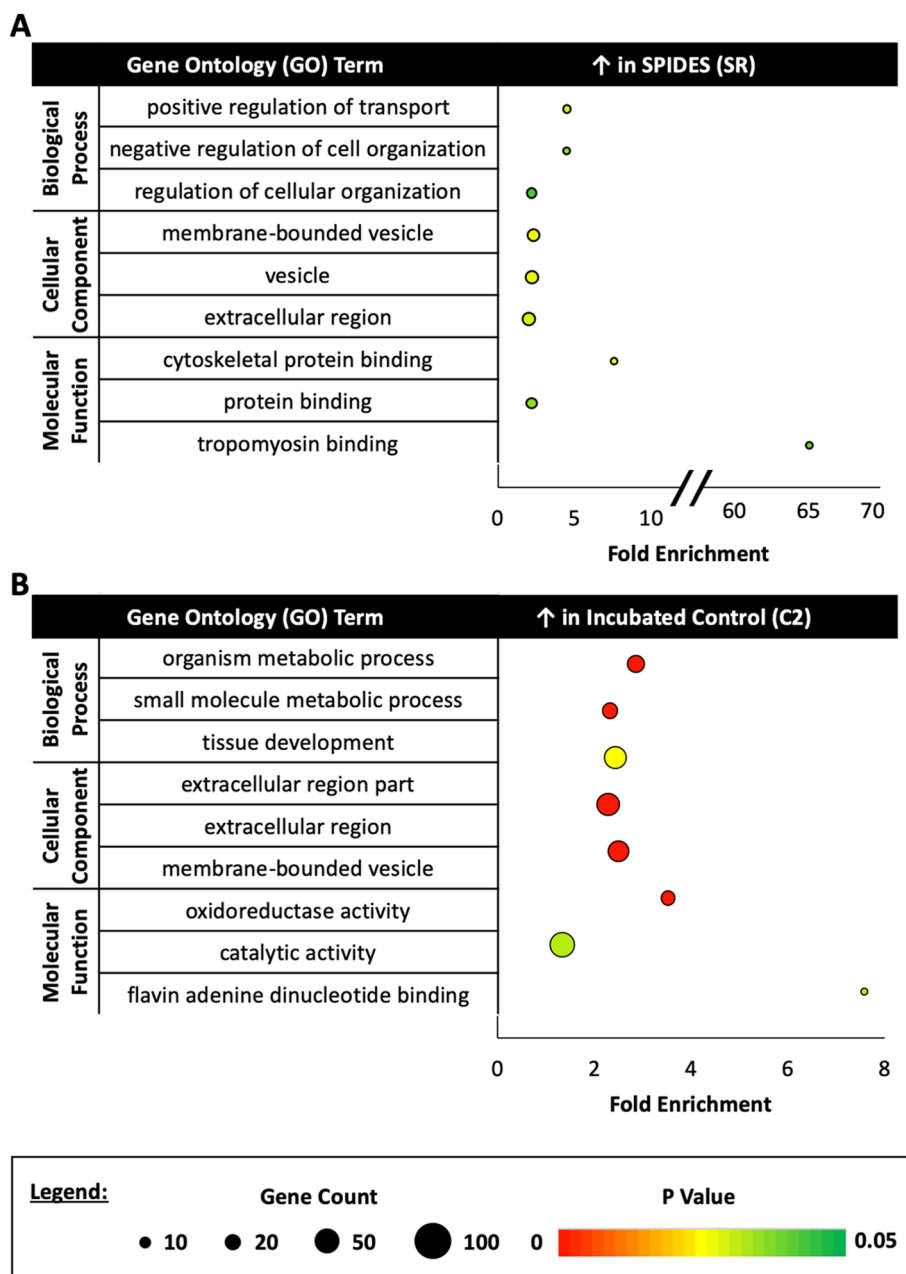 A
Gene Ontology (GO) Term ↑ in SPIDES (SR)
Biological Process
positive regulation of transport
negative regulation of cell organization
regulation of cellular organization
Cellular Component
membrane-bounded vesicle
vesicle
extracellular region
Molecular Function
cytoskeletal protein binding
protein binding
tropomyosin binding
0 5 10 60 65 70
Fold Enrichment
B
Gene Ontology (GO) Term ↑ in Incubated Control (C2)
Biological Process
organism metabolic process
small molecule metabolic process
tissue development
Cellular Component
extracellular region part
extracellular region
membrane-bounded vesicle
Molecular Function
oxidoreductase activity
catalytic activity
flavin adenine dinucleotide binding
0 2 4 6 8
Fold Enrichment
Legend: Gene Count P Value
10 20 50 100 0 0.05